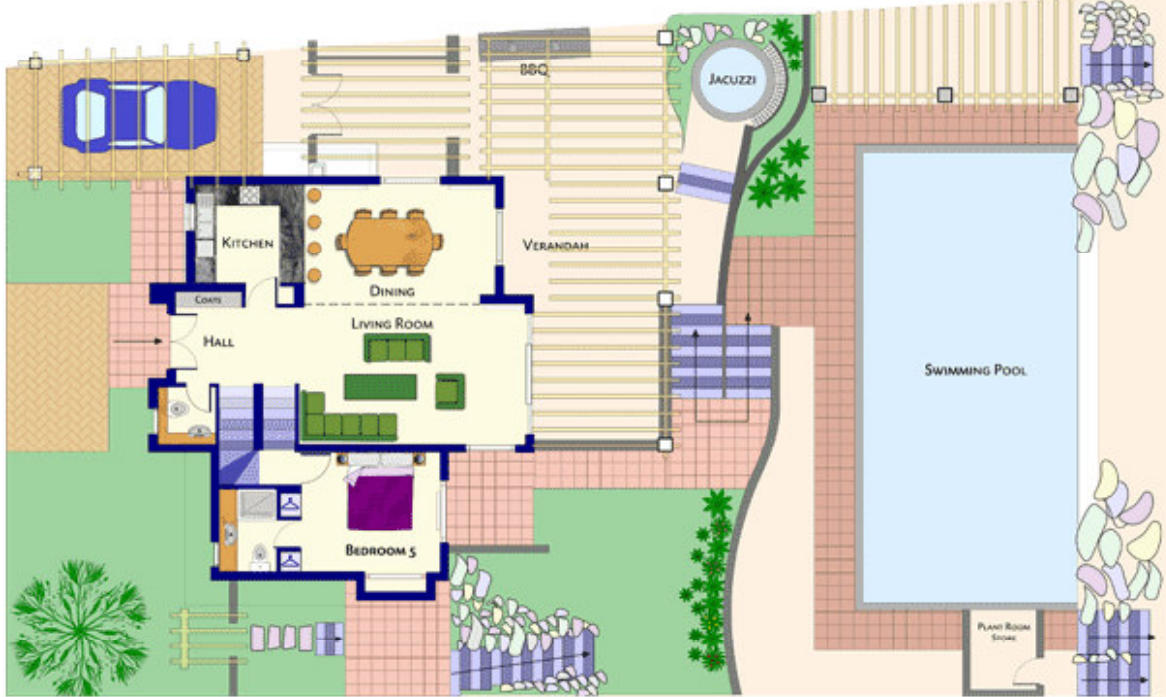 BBQ
JACUZZI
KITCHEN
VERANDAH
DINING
COATS
LIVING ROOM
HALL
SWIMMING POOL
BEDROOM 5
PLANT ROOM
STORE